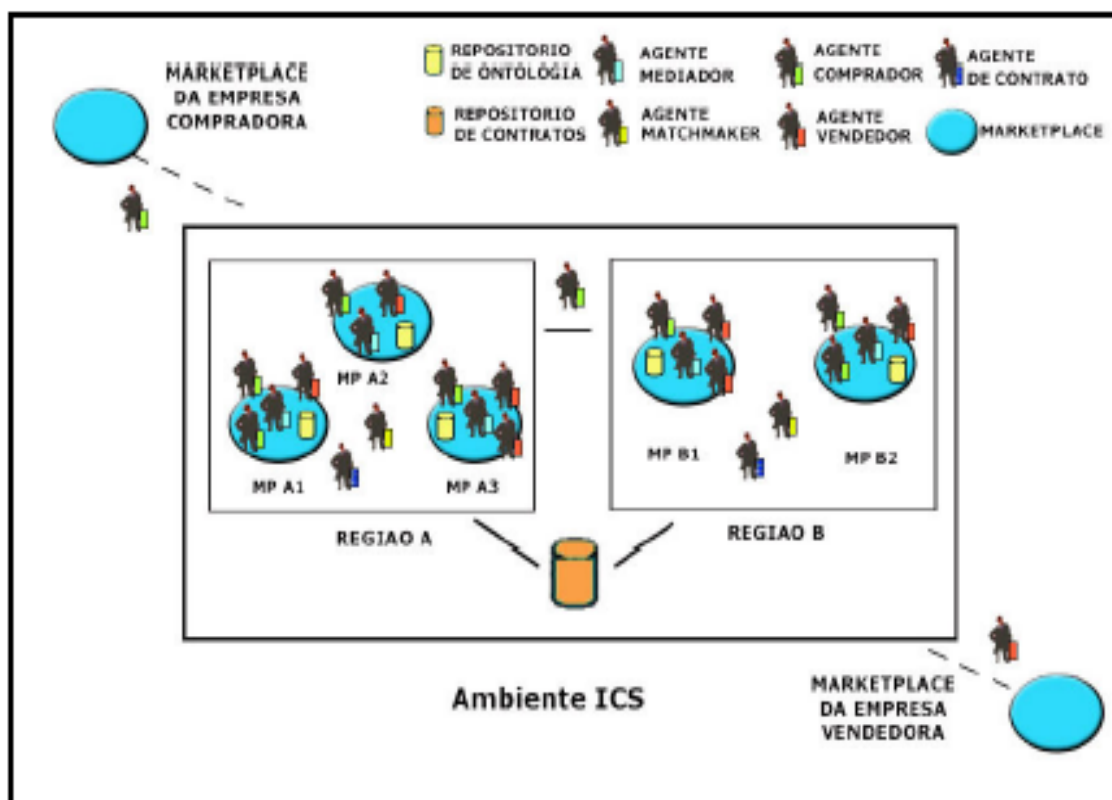 MARKETPLACE
DA EMPRESA
COMPRADORA
REPOSITORIO
DE ONTOLOGIA
AGENTE
MEDIADOR
AGENTE
COMPRADOR
AGENTE
DE CONTRATO
REPOSITÓRIO
DE CONTRATOS
AGENTE
MATCHMAKER
AGENTE
VENDEDOR
MARKETPLACE
MP A2
MP A1
MP A3
MP B1
MP B2
REGIAO A
REGIAO B
Ambiente ICS
MARKETPLACE
DA EMPRESA
VENDEDORA